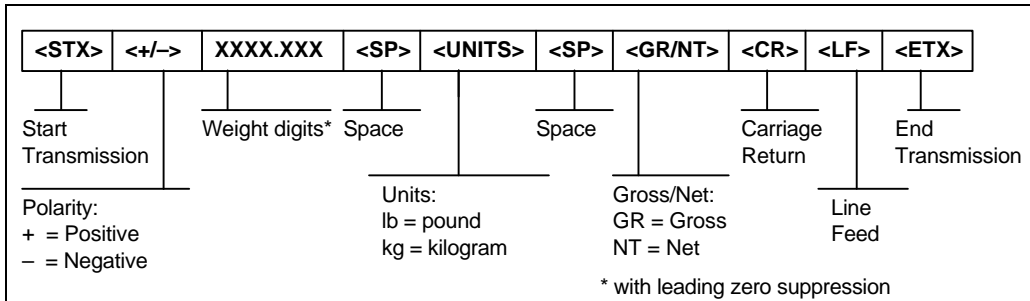 <STX> <+/–> XXXX.XXX <SP> <UNITS> <SP> <GR/NT> <CR> <LF> <ETX>
Start
Transmission
Weight digits*
Space
Space
Carriage
Return
End
Transmission
Polarity:
+ = Positive
– = Negative
Units:
lb = pound
kg = kilogram
Gross/Net:
GR = Gross
NT = Net
Line
Feed
* with leading zero suppression